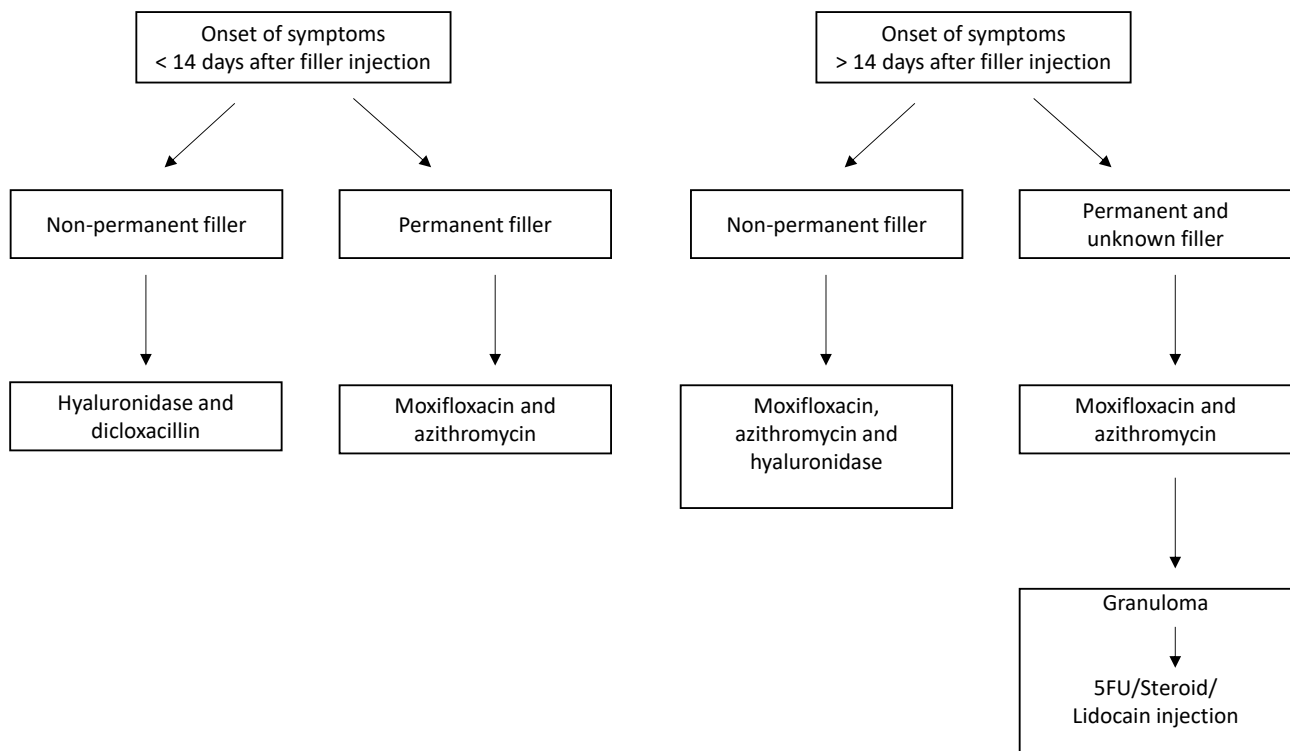 Onset of symptoms
< 14 days after filler injection
Onset of symptoms
> 14 days after filler injection
Non-permanent filler
Permanent filler
Non-permanent filler
Permanent and
unknown filler
Hyaluronidase and
dicloxacillin
Moxifloxacin and
azithromycin
Moxifloxacin,
azithromycin and
hyaluronidase
Moxifloxacin and
azithromycin
Granuloma
5FU/Steroid/
Lidocain injection